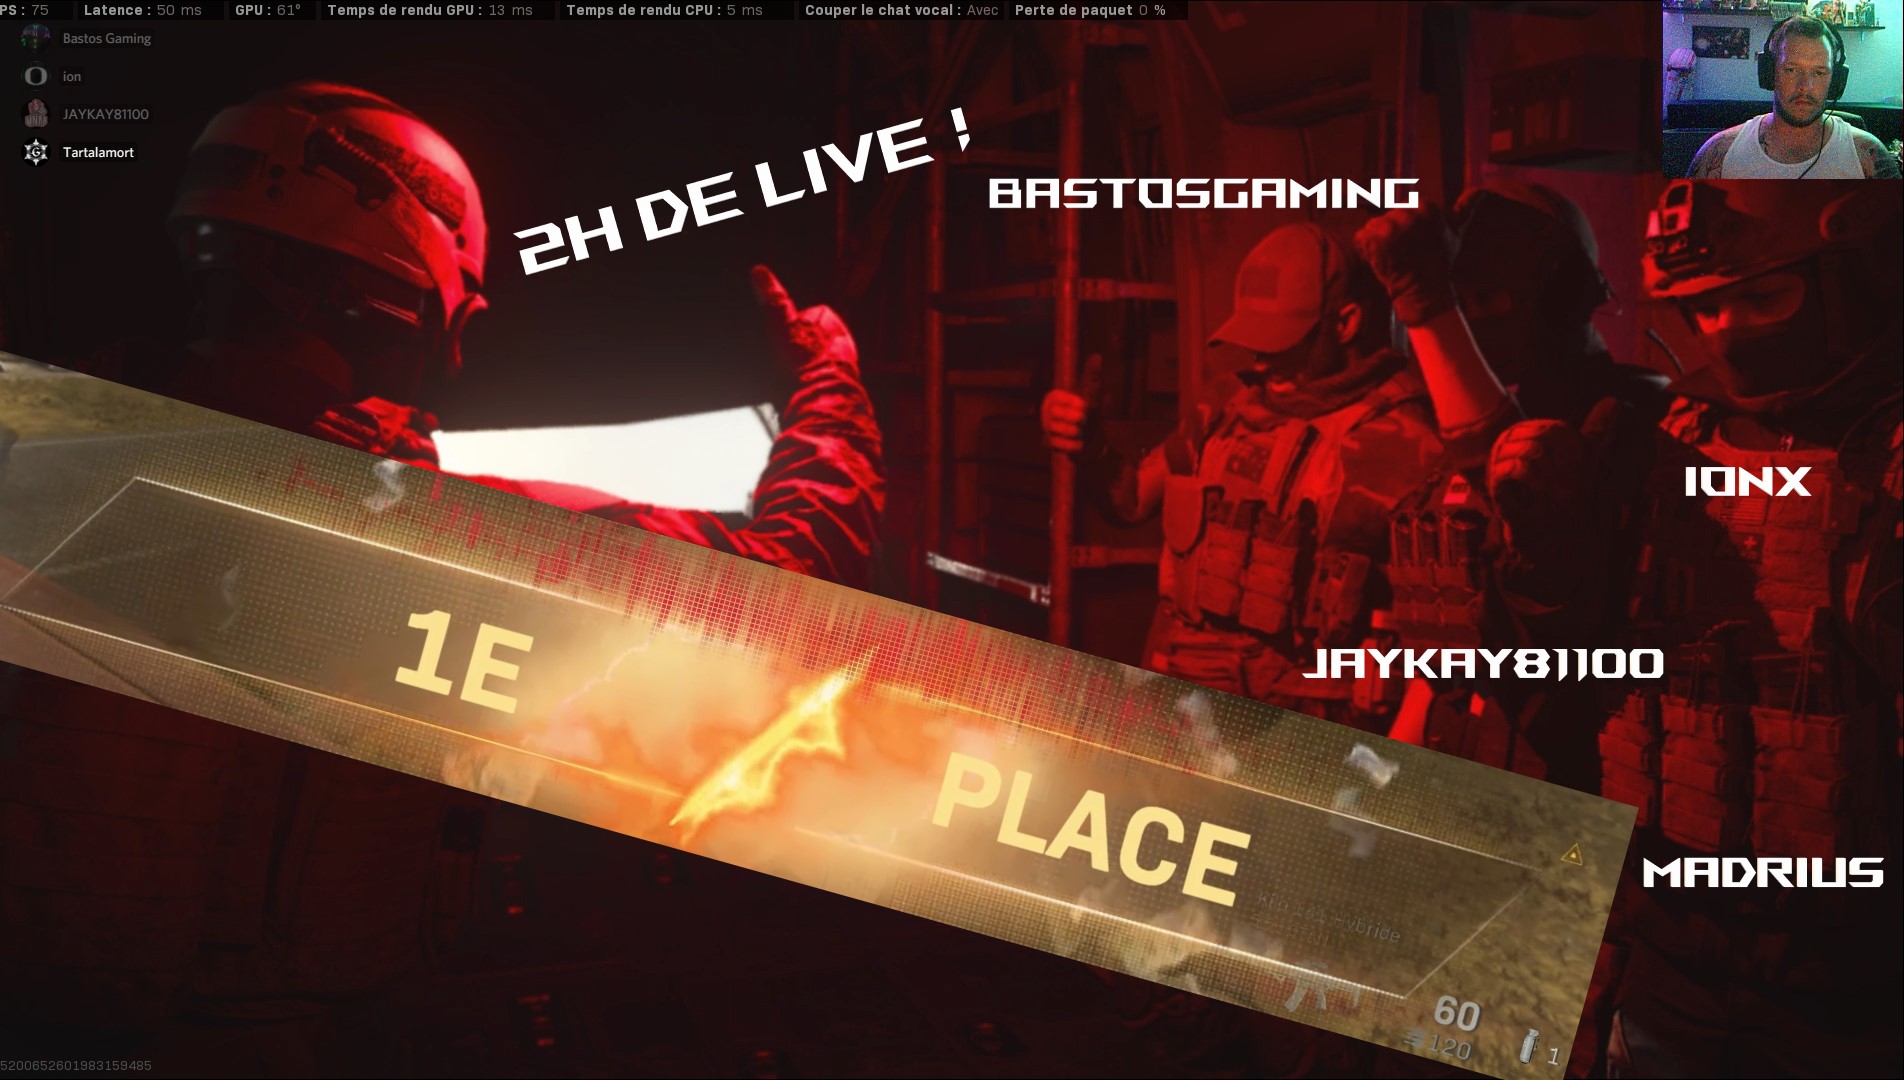 PS : 75 Latence : 50 ms GPU : 61° Temps de rendu GPU : 13 ms Temps de rendu CPU : 5 ms Couper le chat vocal : Avec Perte de paquet 0 %
Bastos Gaming
ion
JAYKAY81100
Tartalamort
2H DE LIVE !
BASTOSGAMING
IONX
JAYKAY81100
1E PLACE
MADRIUS
60
120
1
5200652601983159485